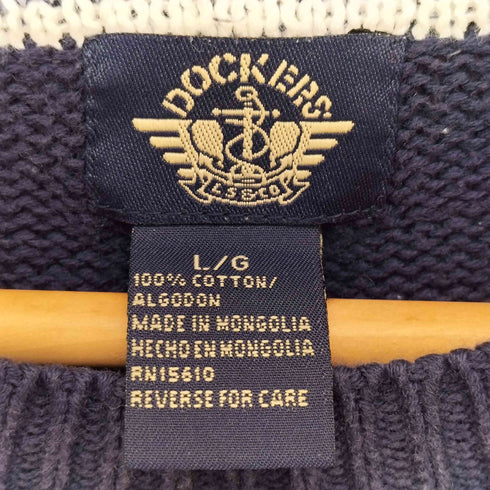 DOCKERS
LS&CO
L/G
100% COTTON/
ALGODON
MADE IN MONGOLIA
HECHO EN MONGOLIA
RN15610
REVERSE FOR CARE